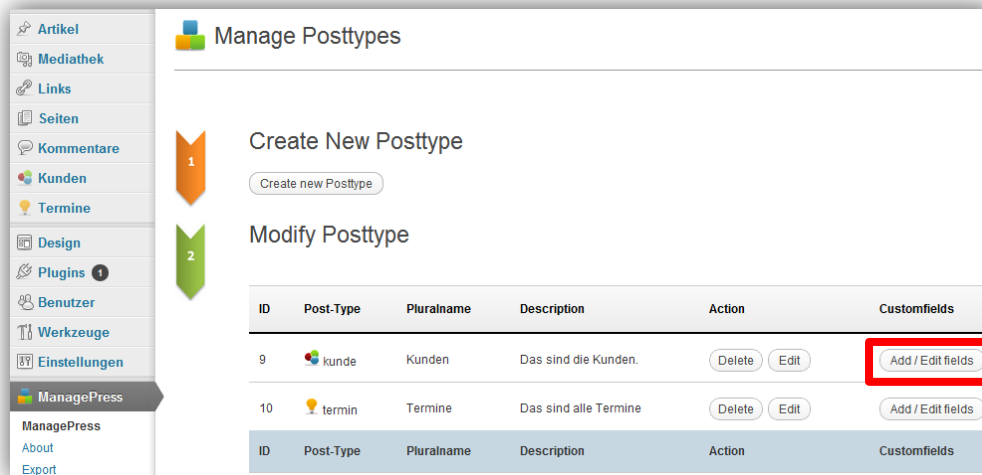 Artikel
Mediathek
Links
Seiten
Kommentare
Kunden
Termine
Design
Plugins 1
Benutzer
Werkzeuge
Einstellungen
ManagePress
ManagePress
About
Export
Manage Posttypes
1
Create New Posttype
Create new Posttype
2
Modify Posttype
ID Post-Type Pluralname Description Action Customfields
9 kunde Kunden Das sind die Kunden. Delete Edit Add / Edit fields
10 termin Termine Das sind alle Termine Delete Edit Add / Edit fields
ID Post-Type Pluralname Description Action Customfields